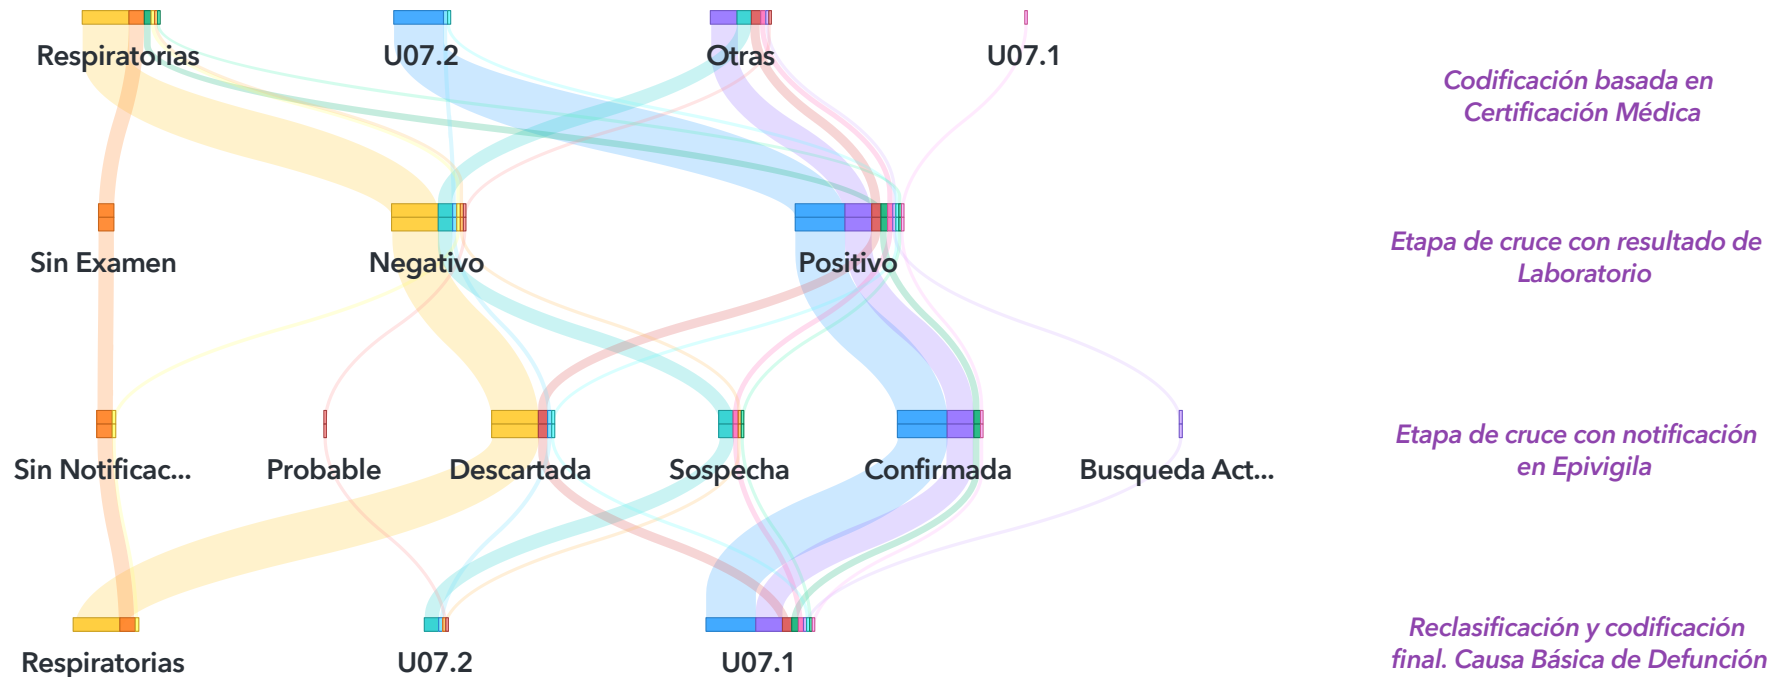 Respiratorias
U07.2
Otras
U07.1
Codificación basada en
Certificación Médica
Sin Examen
Negativo
Positivo
Etapa de cruce con resultado de
Laboratorio
Sin Notificac...
Probable
Descartada
Sospecha
Confirmada
Busqueda Act...
Etapa de cruce con notificación
en Epivigila
Respiratorias
U07.2
U07.1
Reclasificación y codificación
final. Causa Básica de Defunción